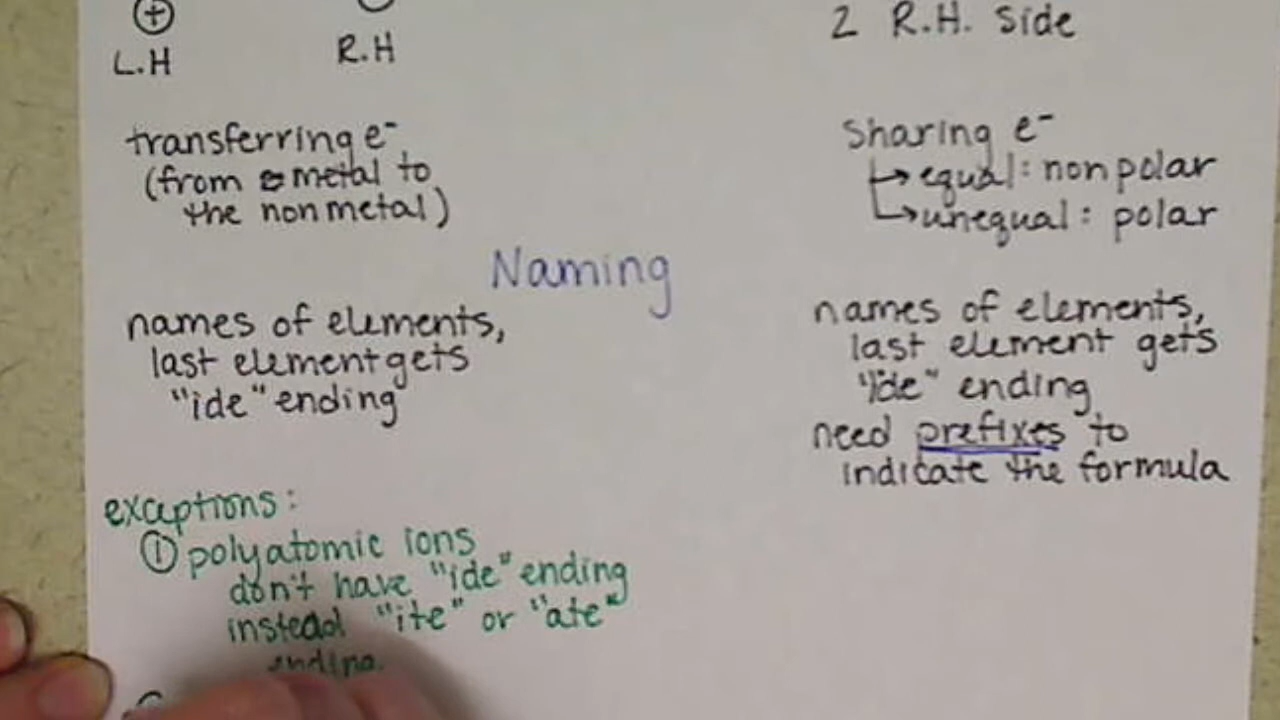 ⊕
L.H
R.H
transferring e⁻
(from metal to
the nonmetal)
2 R.H. Side
Sharing e⁻
↳ equal: nonpolar
↳ unequal: polar
Naming
names of elements,
last element gets
"ide" ending
names of elements,
last element gets
"ide" ending
need prefixes to
indicate the formula
exceptions:
① polyatomic ions
don't have "ide" ending
instead "ite" or "ate"
ending.